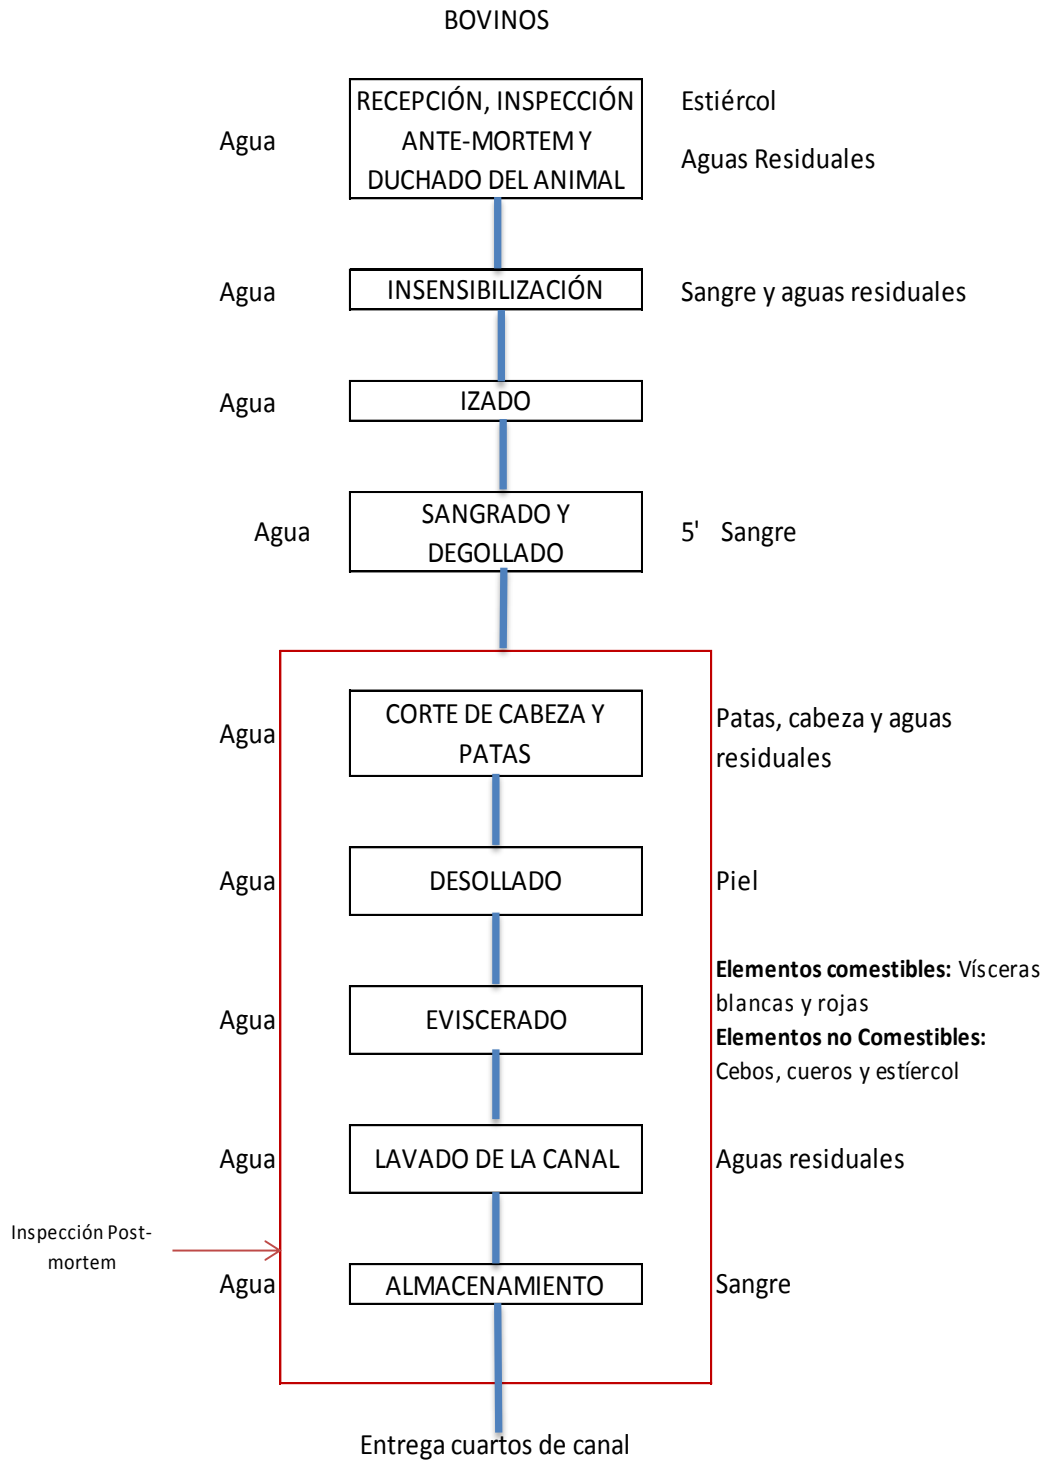 BOVINOS
RECEPCIÓN, INSPECCIÓN
ANTE-MORTEM Y
DUCHADO DEL ANIMAL
Agua
Estiércol
Aguas Residuales
Agua
INSENSIBILIZACIÓN
Sangre y aguas residuales
Agua
IZADO
Agua
SANGRADO Y
DEGOLLADO
5' Sangre
Agua
CORTE DE CABEZA Y
PATAS
Patas, cabeza y aguas
residuales
Agua
DESOLLADO
Piel
Agua
EVISCERADO
Elementos comestibles: Vísceras
blancas y rojas
Elementos no Comestibles:
Cebos, cueros y estíercol
Agua
LAVADO DE LA CANAL
Aguas residuales
Inspección Post-
mortem
Agua
ALMACENAMIENTO
Sangre
Entrega cuartos de canal